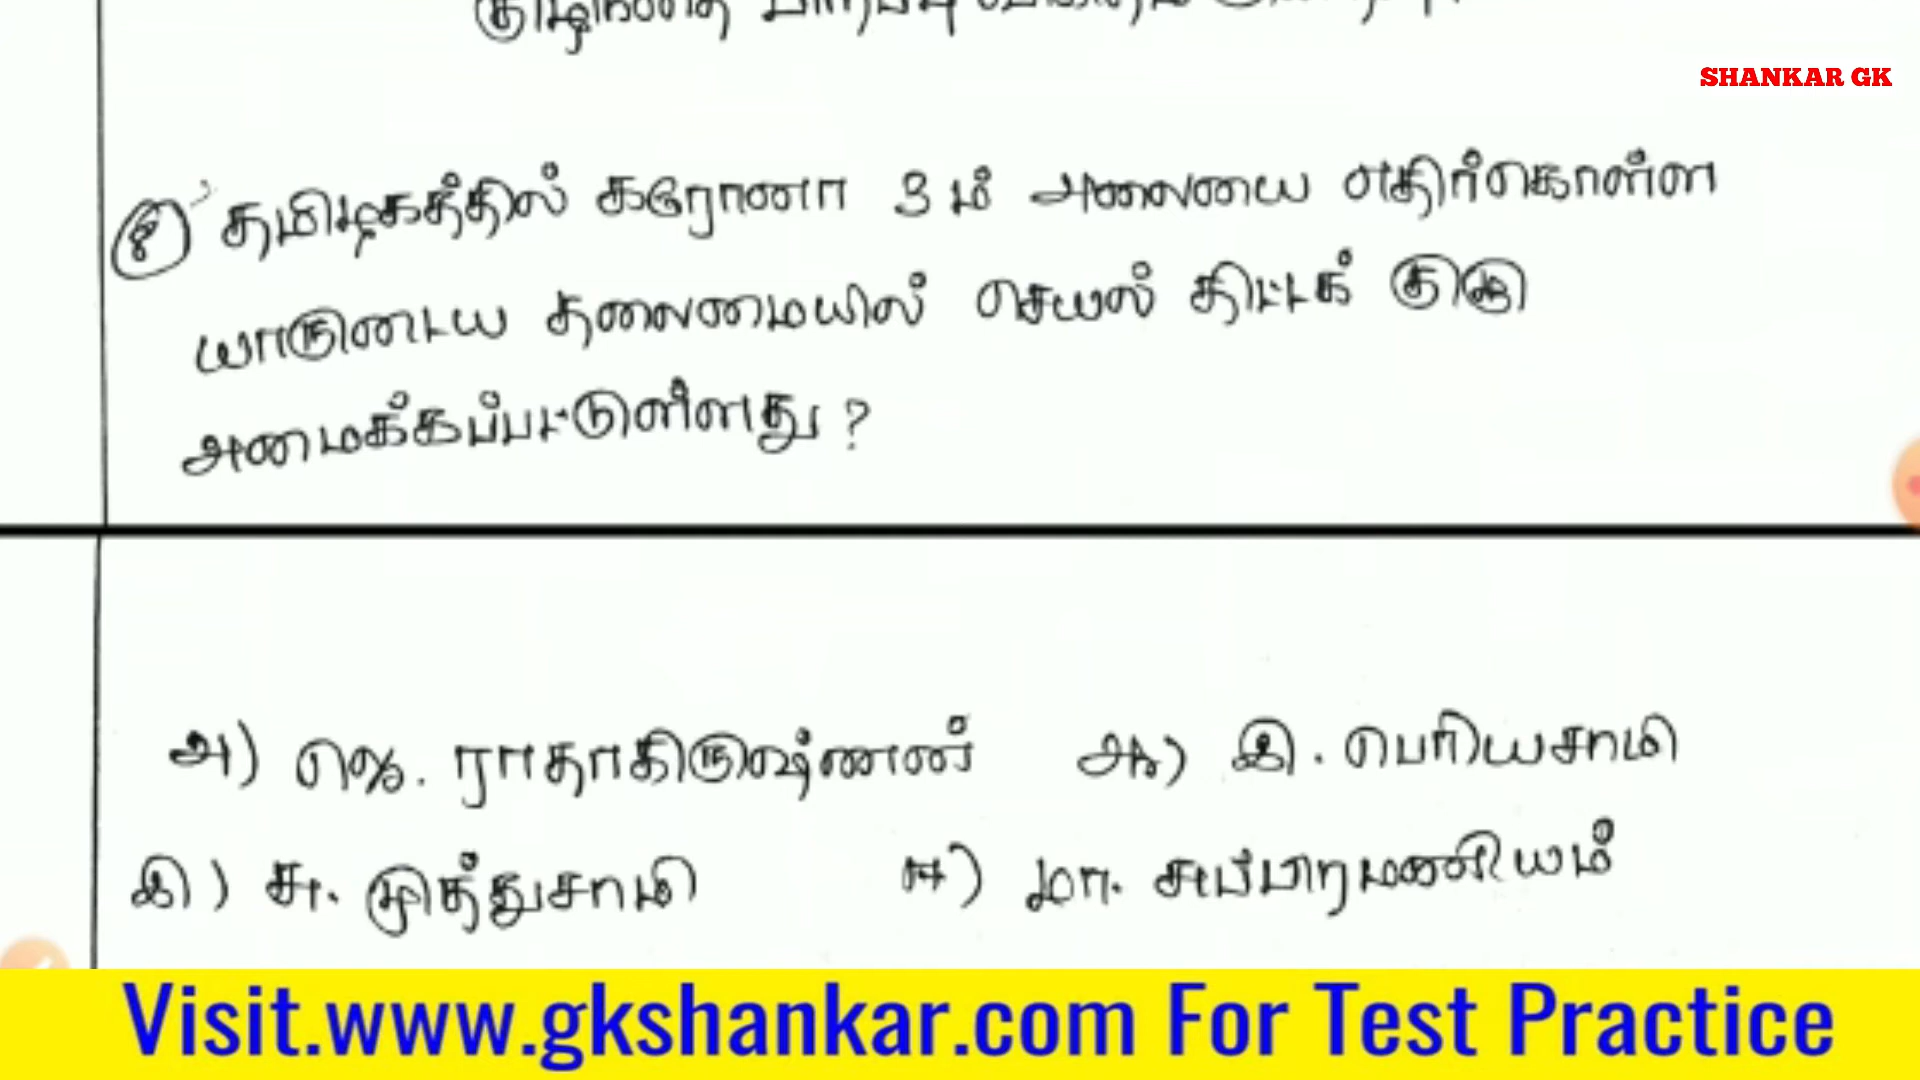 SHANKAR GK
8) தமிழகத்தில் கரோனா 3ம் அலையை எதிர்கொள்ள
யாருடைய தலைமையில் செயல் திட்டக் குழு
அமைக்கப்பட்டுள்ளது?
அ) ஜெ. ராதாகிருஷ்ணன் ஆ) இ. பெரியசாமி
இ) சு. முத்துசாமி ஈ) மா. சுப்பிரமணியம்
Visit.www.gkshankar.com For Test Practice